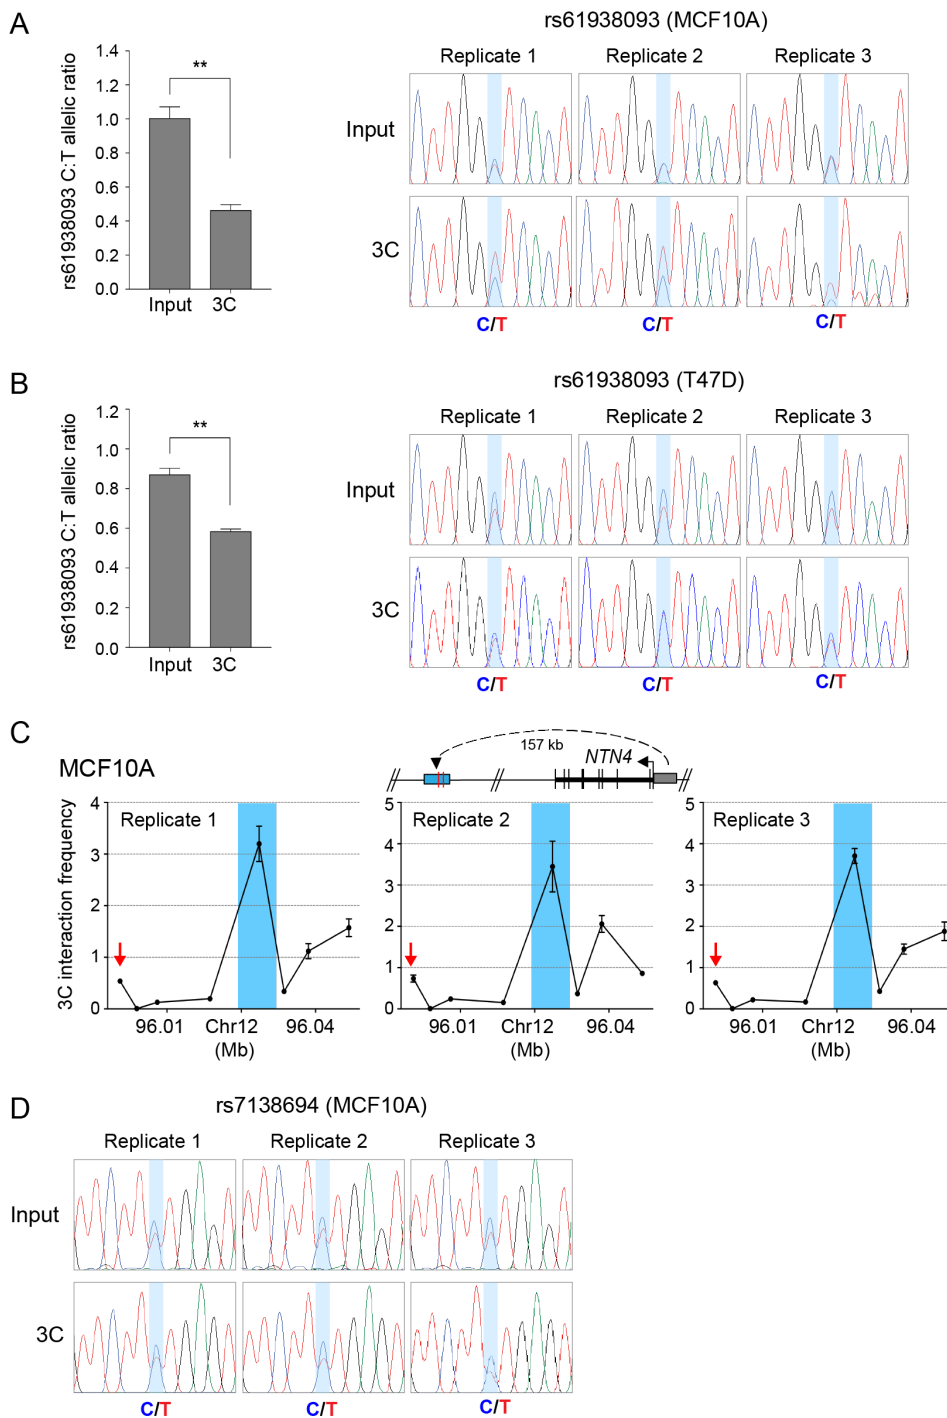 A
rs61938093 (MCF10A)
Replicate 1 Replicate 2 Replicate 3
rs61938093 C:T allelic ratio
1.4
1.2
1.0
0.8
0.6
0.4
0.2
0.0
**
Input 3C
Input
3C
C/T C/T C/T
B
rs61938093 (T47D)
Replicate 1 Replicate 2 Replicate 3
rs61938093 C:T allelic ratio
1.2
1.0
0.8
0.6
0.4
0.2
0.0
**
Input 3C
Input
3C
C/T C/T C/T
C
MCF10A
157 kb
NTN4
3C interaction frequency
Replicate 1
4
3
2
1
0
96.01 Chr12 96.04
(Mb)
Replicate 2
5
4
3
2
1
0
96.01 Chr12 96.04
(Mb)
Replicate 3
5
4
3
2
1
0
96.01 Chr12 96.04
(Mb)
D
rs7138694 (MCF10A)
Replicate 1 Replicate 2 Replicate 3
Input
3C
C/T C/T C/T